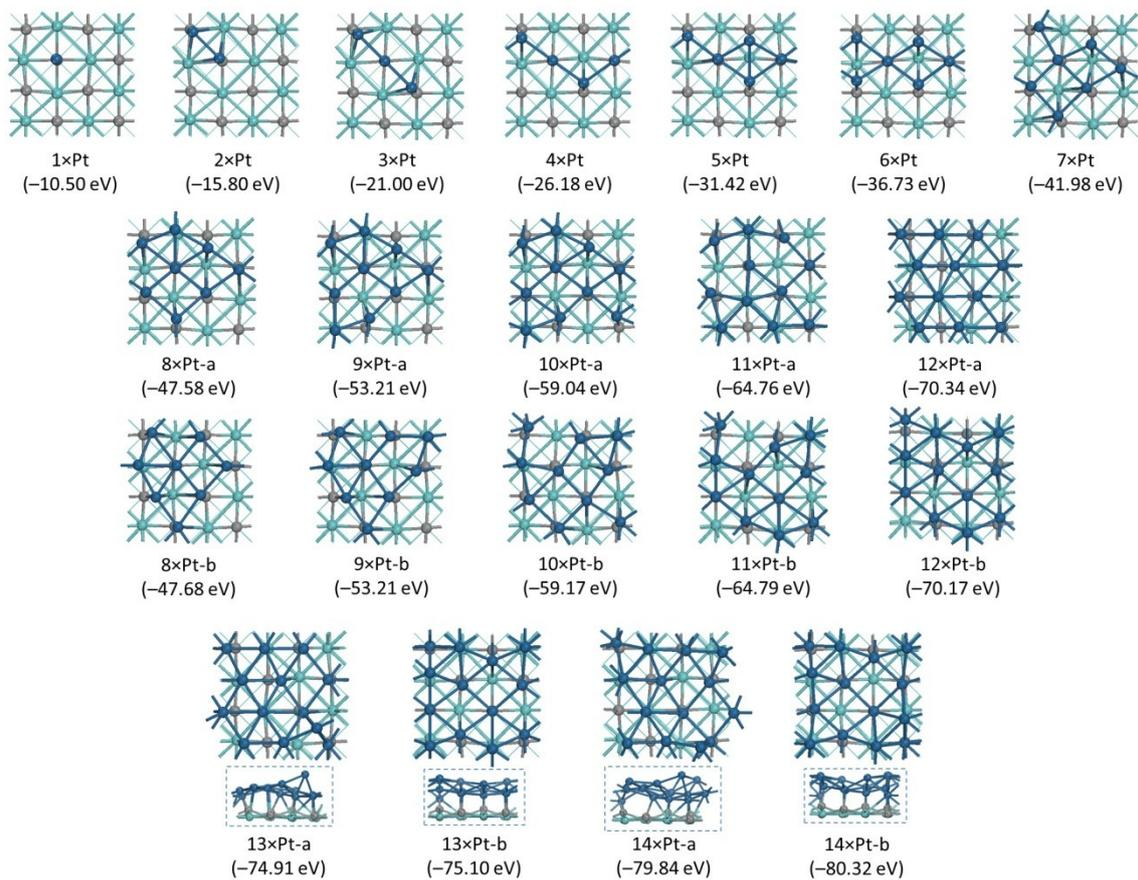 1×Pt 2×Pt 3×Pt 4×Pt 5×Pt 6×Pt 7×Pt
(−10.50 eV) (−15.80 eV) (−21.00 eV) (−26.18 eV) (−31.42 eV) (−36.73 eV) (−41.98 eV)
8×Pt-a 9×Pt-a 10×Pt-a 11×Pt-a 12×Pt-a
(−47.58 eV) (−53.21 eV) (−59.04 eV) (−64.76 eV) (−70.34 eV)
8×Pt-b 9×Pt-b 10×Pt-b 11×Pt-b 12×Pt-b
(−47.68 eV) (−53.21 eV) (−59.17 eV) (−64.79 eV) (−70.17 eV)
13×Pt-a 13×Pt-b 14×Pt-a 14×Pt-b
(−74.91 eV) (−75.10 eV) (−79.84 eV) (−80.32 eV)